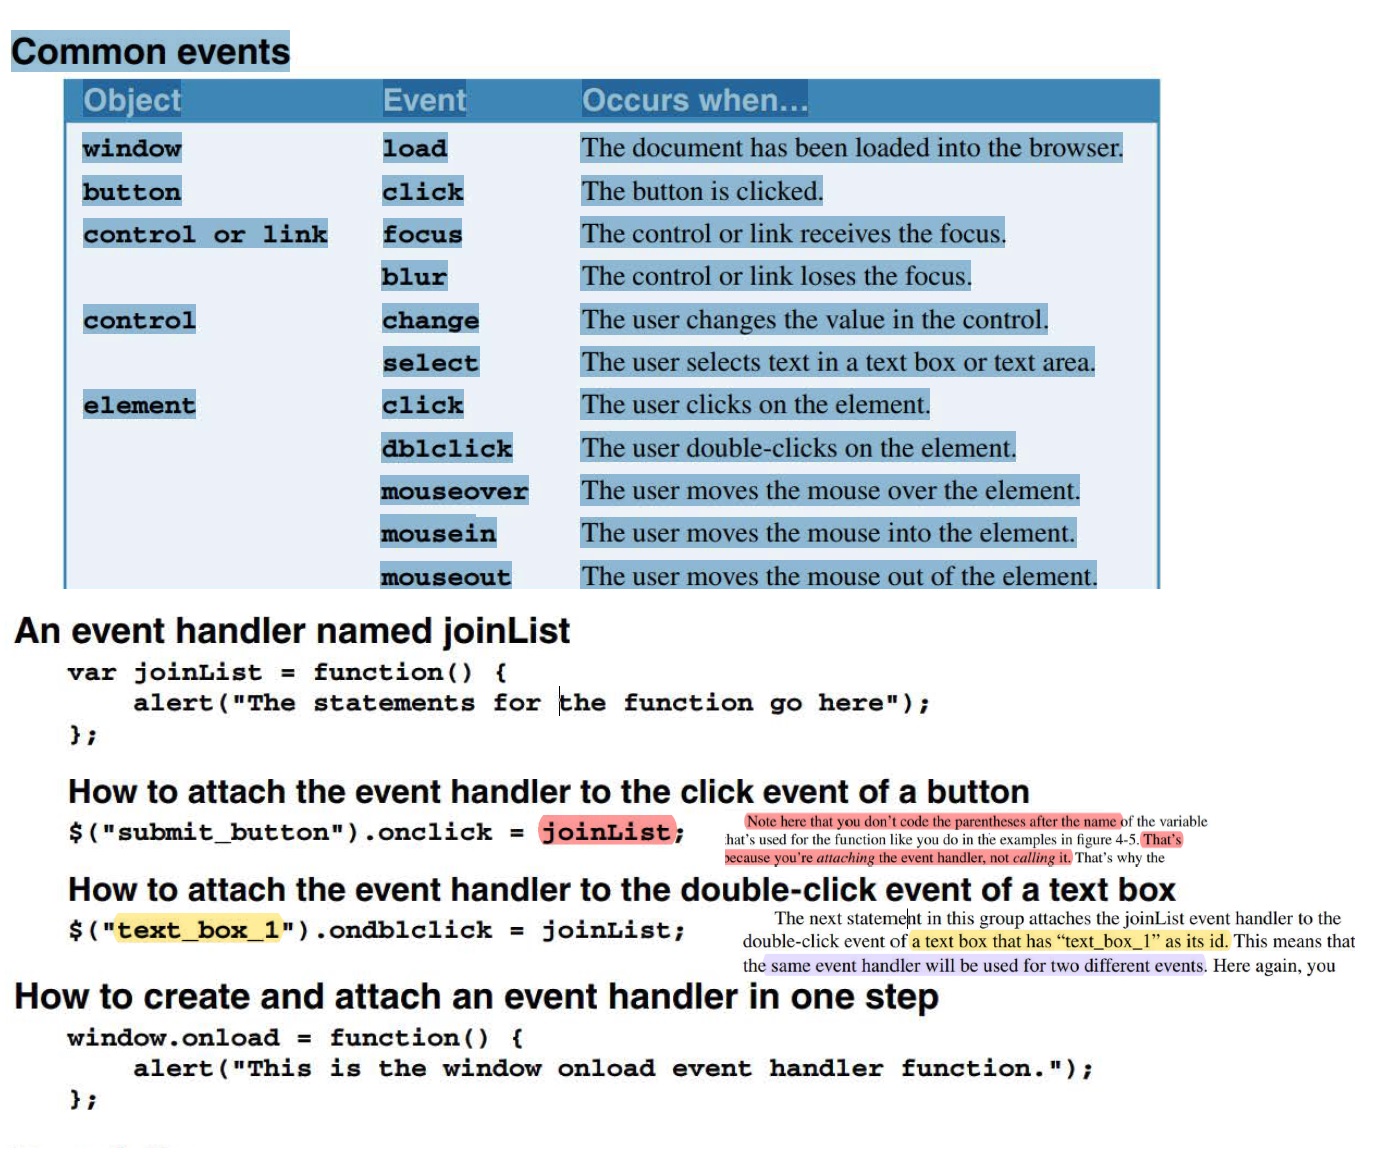 Common events
Object Event Occurs when...
window load The document has been loaded into the browser.
button click The button is clicked.
control or link focus The control or link receives the focus.
blur The control or link loses the focus.
control change The user changes the value in the control.
select The user selects text in a text box or text area.
element click The user clicks on the element.
dblclick The user double-clicks on the element.
mouseover The user moves the mouse over the element.
mousein The user moves the mouse into the element.
mouseout The user moves the mouse out of the element.
An event handler named joinList
var joinList = function() {
alert("The statements for the function go here");
};
How to attach the event handler to the click event of a button
$("submit_button").onclick = joinList;
Note here that you don't code the parentheses after the name of the variable
that's used for the function like you do in the examples in figure 4-5. That's
because you're attaching the event handler, not calling it. That's why the
How to attach the event handler to the double-click event of a text box
$("text_box_1").ondblclick = joinList;
The next statement in this group attaches the joinList event handler to the
double-click event of a text box that has “text_box_1” as its id. This means that
the same event handler will be used for two different events. Here again, you
How to create and attach an event handler in one step
window.onload = function() {
alert("This is the window onload event handler function.");
};